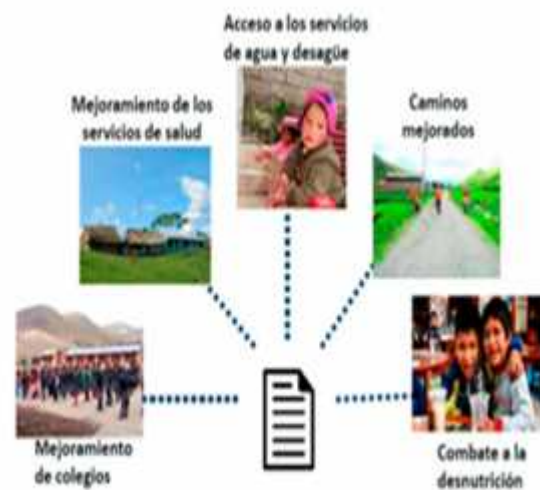 Acceso a los servicios
de agua y desagüe
Mejoramiento de los
servicios de salud
Caminos
mejorados
Mejoramiento
de colegios
Combate a la
desnutrición